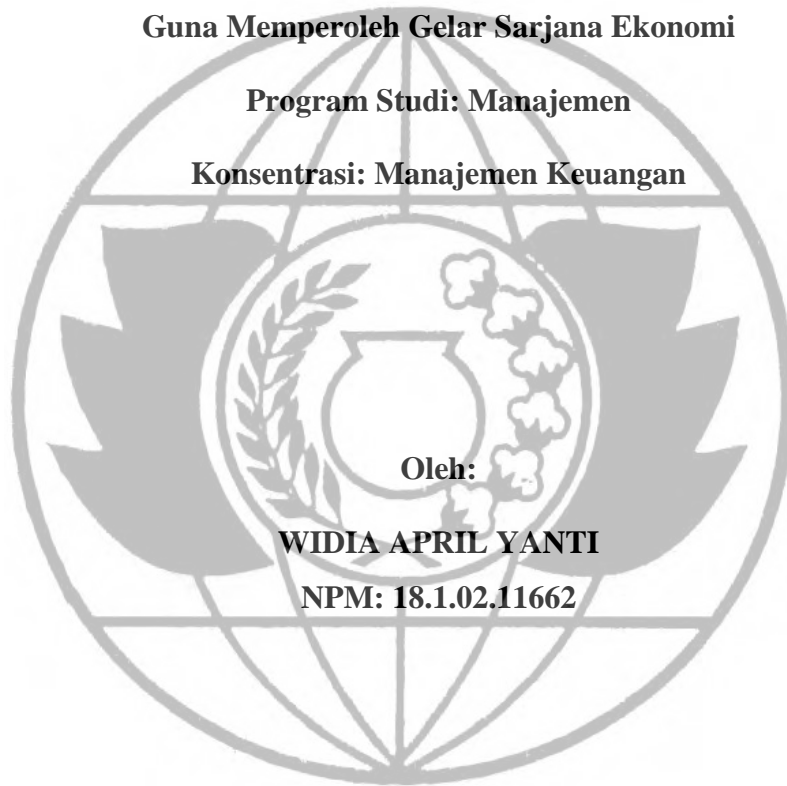 Guna Memperoleh Gelar Sarjana Ekonomi
Program Studi: Manajemen
Konsentrasi: Manajemen Keuangan
Oleh:
WIDIA APRIL YANTI
NPM: 18.1.02.11662